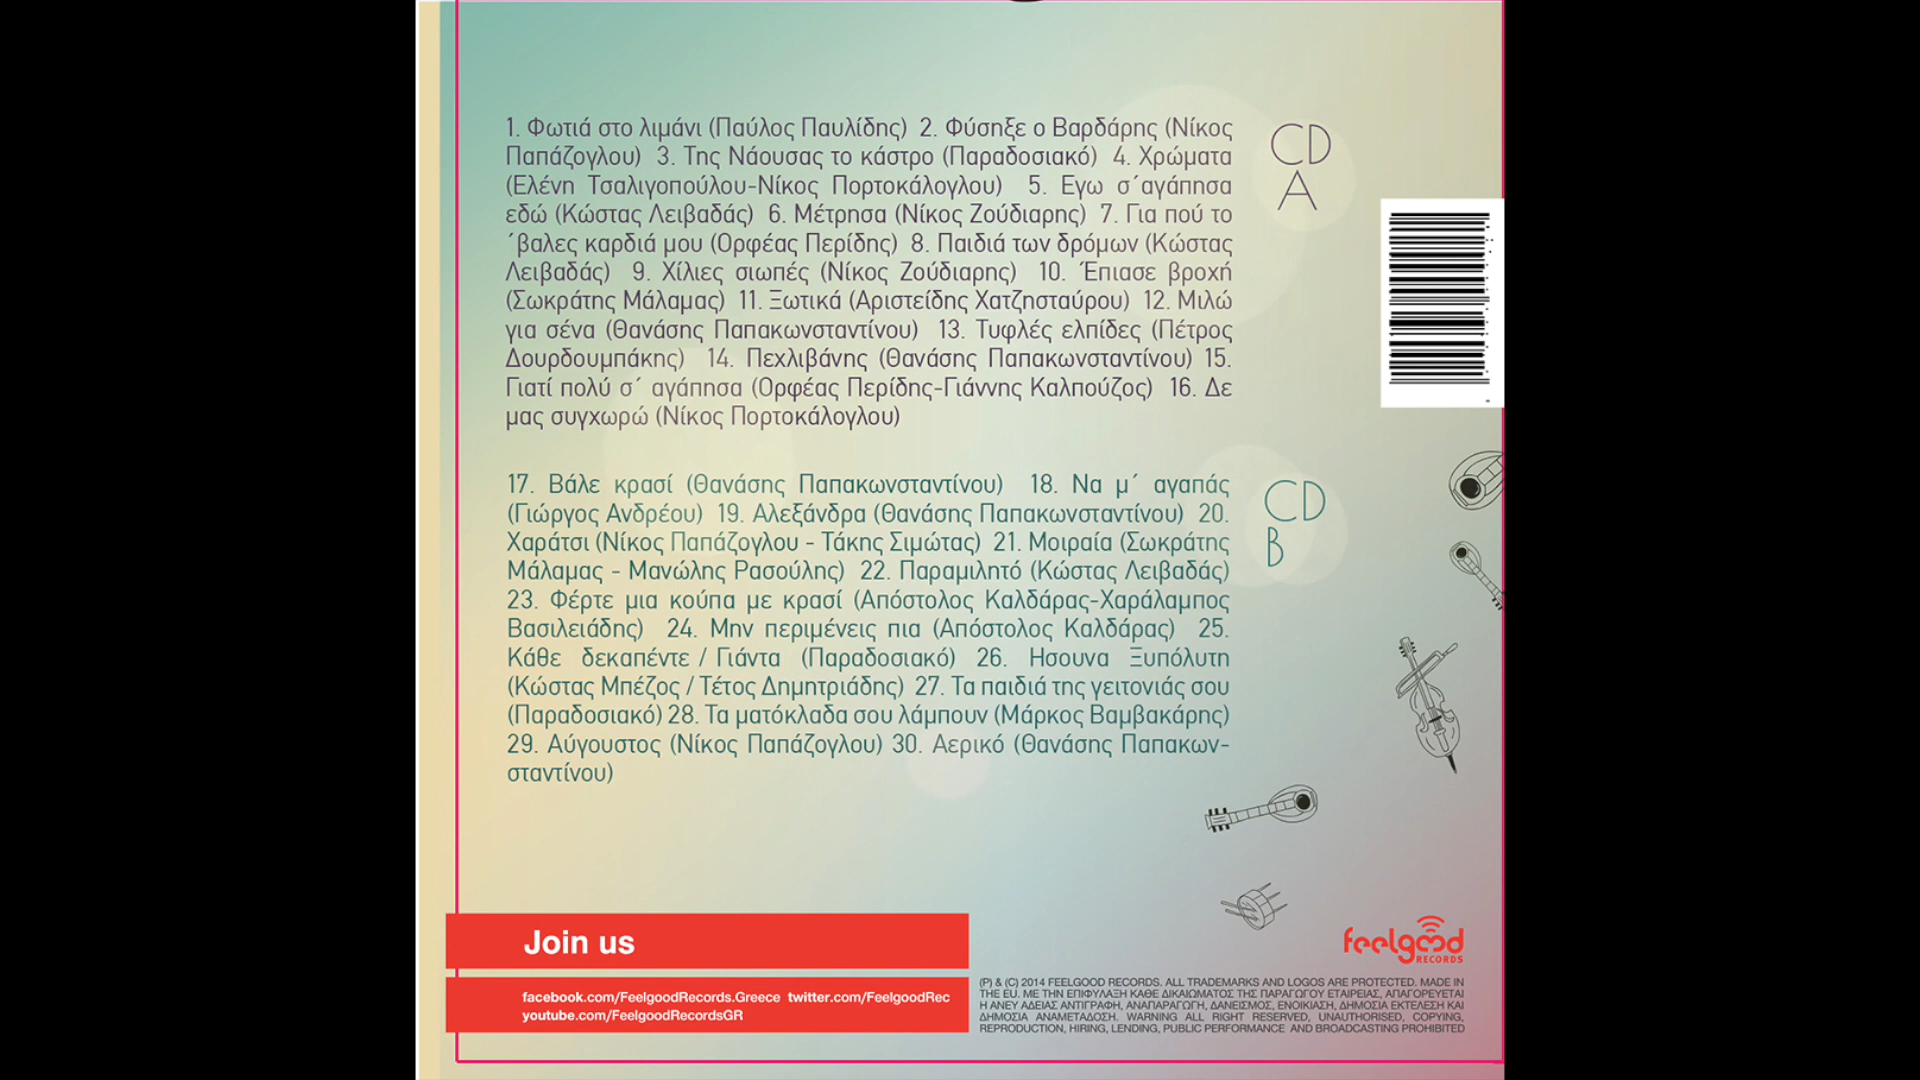 1. Φωτιά στο λιμάνι (Παύλος Παυλίδης) 2. Φύσηξε ο Βαρδάρης (Νίκος
Παπάζογλου) 3. Της Νάουσας το κάστρο (Παραδοσιακό) 4. Χρώματα
(Ελένη Τσαλιγοπούλου-Νίκος Πορτοκάλογλου) 5. Εγω σ΄αγάπησα
εδώ (Κώστας Λειβαδάς) 6. Μέτρησα (Νίκος Ζούδιαρης) 7. Για πού το
΄βαλες καρδιά μου (Ορφέας Περίδης) 8. Παιδιά των δρόμων (Κώστας
Λειβαδάς) 9. Χίλιες σιωπές (Νίκος Ζούδιαρης) 10. Έπιασε βροχή
(Σωκράτης Μάλαμας) 11. Ξωτικά (Αριστείδης Χατζησταύρου) 12. Μιλώ
για σένα (Θανάσης Παπακωνσταντίνου) 13. Τυφλές ελπίδες (Πέτρος
Δουρδουμπάκης) 14. Πεχλιβάνης (Θανάσης Παπακωνσταντίνου) 15.
Γιατί πολύ σ΄ αγάπησα (Ορφέας Περίδης-Γιάννης Καλπούζος) 16. Δε
μας συγχωρώ (Νίκος Πορτοκάλογλου)
CD
A
17. Βάλε κρασί (Θανάσης Παπακωνσταντίνου) 18. Να μ΄ αγαπάς
(Γιώργος Ανδρέου) 19. Αλεξάνδρα (Θανάσης Παπακωνσταντίνου) 20.
Χαράτσι (Νίκος Παπάζογλου - Τάκης Σιμώτας) 21. Μοιραία (Σωκράτης
Μάλαμας - Μανώλης Ρασούλης) 22. Παραμιλητό (Κώστας Λειβαδάς)
23. Φέρτε μια κούπα με κρασί (Απόστολος Καλδάρας-Χαράλαμπος
Βασιλειάδης) 24. Μην περιμένεις πια (Απόστολος Καλδάρας) 25.
Κάθε δεκαπέντε / Γιάντα (Παραδοσιακό) 26. Ησουνα Ξυπόλυτη
(Κώστας Μπέζος / Τέτος Δημητριάδης) 27. Τα παιδιά της γειτονιάς σου
(Παραδοσιακό) 28. Τα ματόκλαδα σου λάμπουν (Μάρκος Βαμβακάρης)
29. Αύγουστος (Νίκος Παπάζογλου) 30. Αερικό (Θανάσης Παπακων-
σταντίνου)
CD
B
Join us
facebook.com/FeelgoodRecords.Greece twitter.com/FeelgoodRec
youtube.com/FeelgoodRecordsGR
feelgood
RECORDS
(P) & (C) 2014 FEELGOOD RECORDS. ALL TRADEMARKS AND LOGOS ARE PROTECTED. MADE IN
THE EU. ΜΕ ΤΗΝ ΕΠΙΦΥΛΑΞΗ ΚΑΘΕ ΔΙΚΑΙΩΜΑΤΟΣ ΤΗΣ ΠΑΡΑΓΩΓΟΥ ΕΤΑΙΡΕΙΑΣ, ΑΠΑΓΟΡΕΥΕΤΑΙ
Η ΑΝΕΥ ΑΔΕΙΑΣ ΑΝΤΙΓΡΑΦΗ, ΑΝΑΠΑΡΑΓΩΓΗ, ΔΑΝΕΙΣΜΟΣ, ΕΝΟΙΚΙΑΣΗ, ΔΗΜΟΣΙΑ ΕΚΤΕΛΕΣΗ ΚΑΙ
ΔΗΜΟΣΙΑ ΑΝΑΜΕΤΑΔΟΣΗ. WARNING ALL RIGHT RESERVED, UNAUTHORISED, COPYING,
REPRODUCTION, HIRING, LENDING, PUBLIC PERFORMANCE AND BROADCASTING PROHIBITED